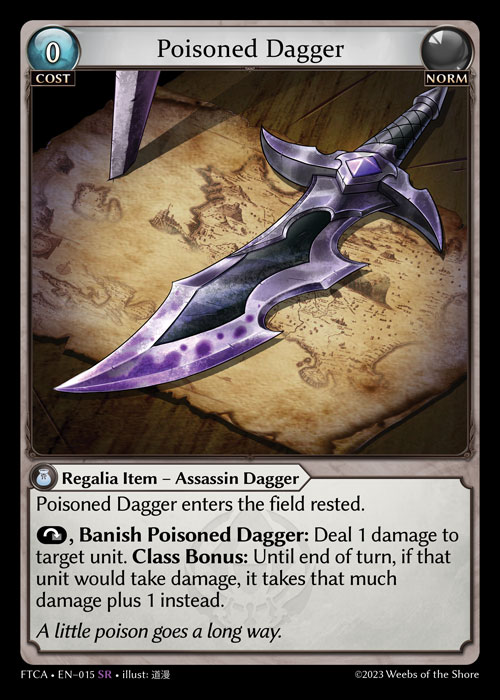 0
Poisoned Dagger
COST
NORM
Regalia Item – Assassin Dagger
Poisoned Dagger enters the field rested.
, Banish Poisoned Dagger: Deal 1 damage to
target unit. Class Bonus: Until end of turn, if that
unit would take damage, it takes that much
damage plus 1 instead.
A little poison goes a long way.
FTCA • EN–015 SR • illust: 道漫
©2023 Weebs of the Shore